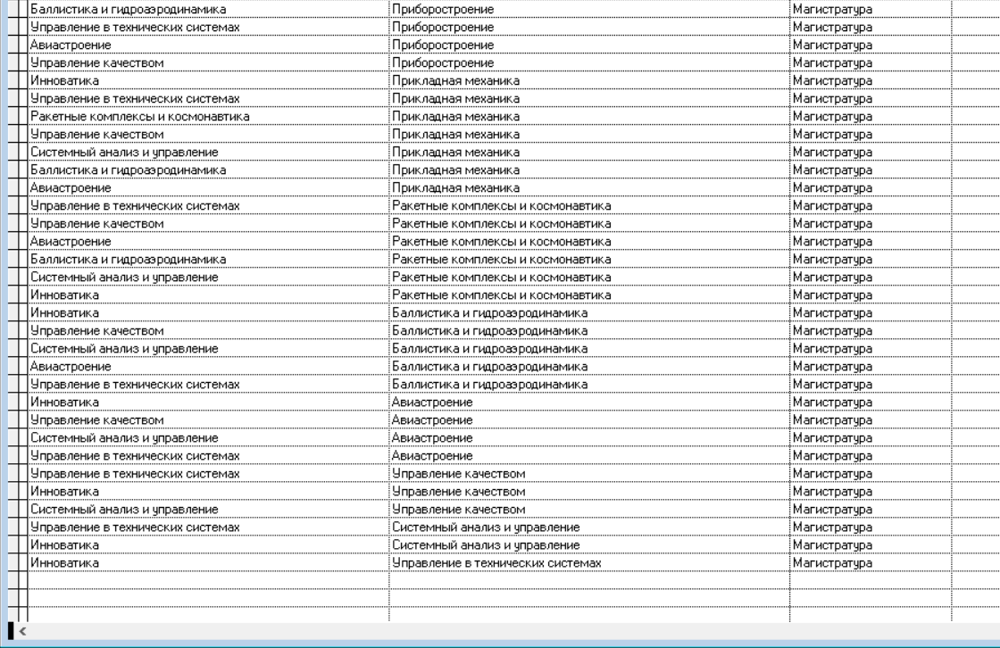 Баллистика и гидроаэродинамика Приборостроение Магистратура
Управление в технических системах Приборостроение Магистратура
Авиастроение Приборостроение Магистратура
Управление качеством Приборостроение Магистратура
Инноватика Прикладная механика Магистратура
Управление в технических системах Прикладная механика Магистратура
Ракетные комплексы и космонавтика Прикладная механика Магистратура
Управление качеством Прикладная механика Магистратура
Системный анализ и управление Прикладная механика Магистратура
Баллистика и гидроаэродинамика Прикладная механика Магистратура
Авиастроение Прикладная механика Магистратура
Управление в технических системах Ракетные комплексы и космонавтика Магистратура
Управление качеством Ракетные комплексы и космонавтика Магистратура
Авиастроение Ракетные комплексы и космонавтика Магистратура
Баллистика и гидроаэродинамика Ракетные комплексы и космонавтика Магистратура
Системный анализ и управление Ракетные комплексы и космонавтика Магистратура
Инноватика Ракетные комплексы и космонавтика Магистратура
Инноватика Баллистика и гидроаэродинамика Магистратура
Управление качеством Баллистика и гидроаэродинамика Магистратура
Системный анализ и управление Баллистика и гидроаэродинамика Магистратура
Авиастроение Баллистика и гидроаэродинамика Магистратура
Управление в технических системах Баллистика и гидроаэродинамика Магистратура
Инноватика Авиастроение Магистратура
Управление качеством Авиастроение Магистратура
Системный анализ и управление Авиастроение Магистратура
Управление в технических системах Авиастроение Магистратура
Управление в технических системах Управление качеством Магистратура
Инноватика Управление качеством Магистратура
Системный анализ и управление Управление качеством Магистратура
Управление в технических системах Системный анализ и управление Магистратура
Инноватика Системный анализ и управление Магистратура
Инноватика Управление в технических системах Магистратура